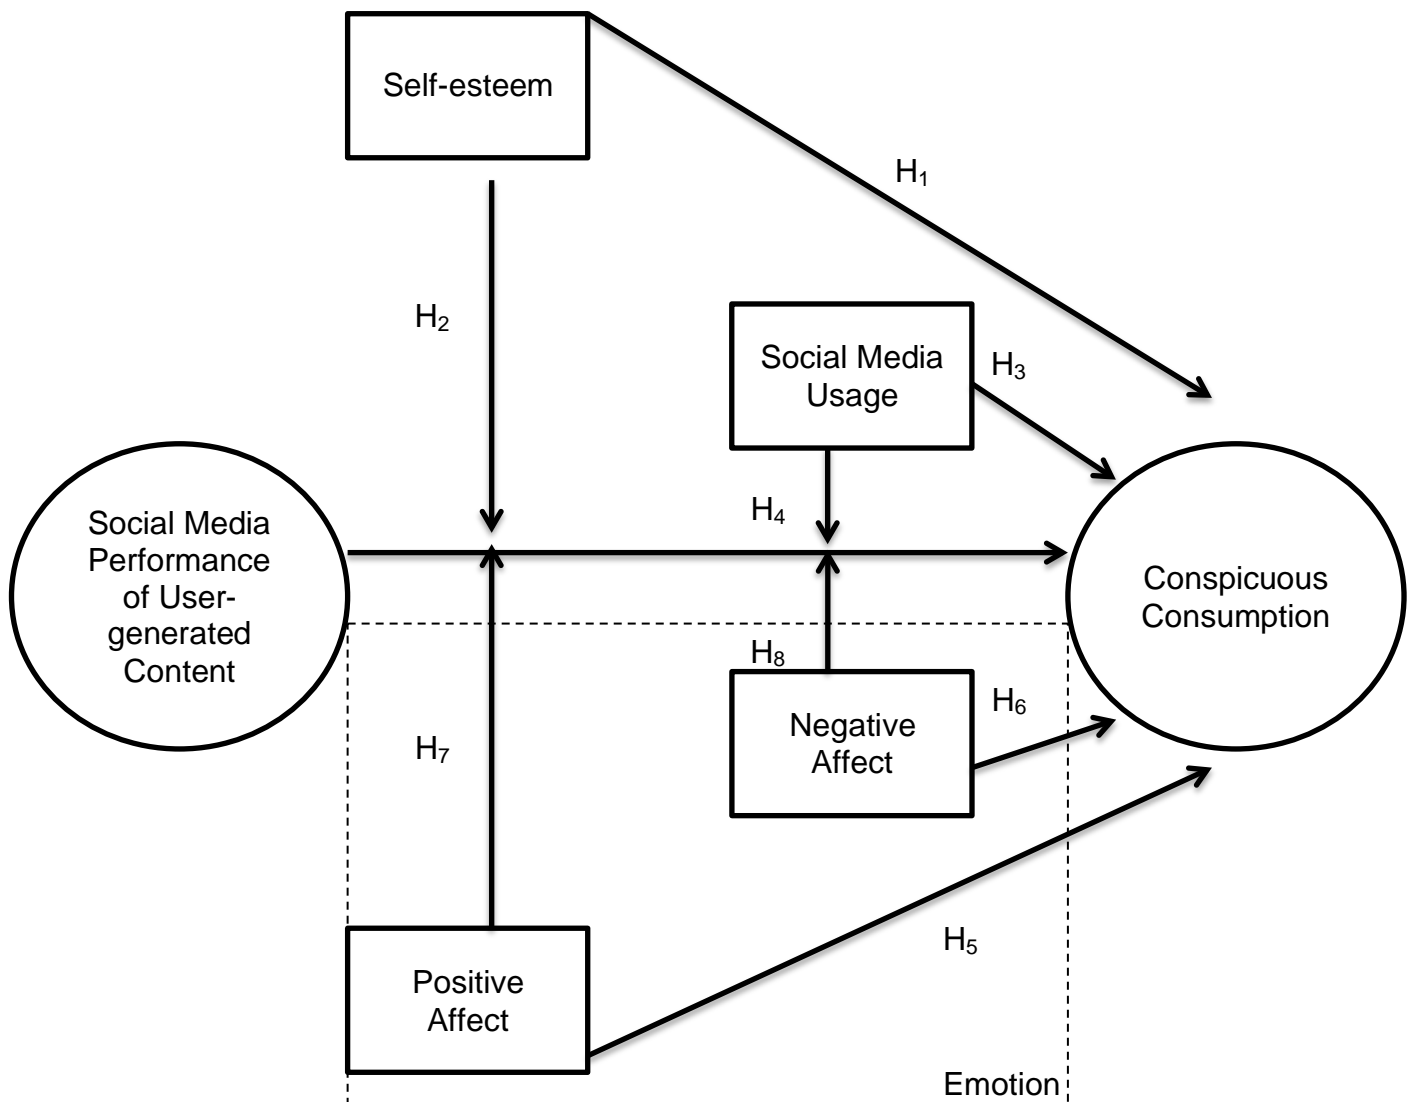 Self-esteem
H₁
H₂
Social Media
Usage
H₃
H₄
Social Media
Performance
of User-
generated
Content
Conspicuous
Consumption
H₈
Negative
Affect
H₆
H₇
H₅
Positive
Affect
Emotion